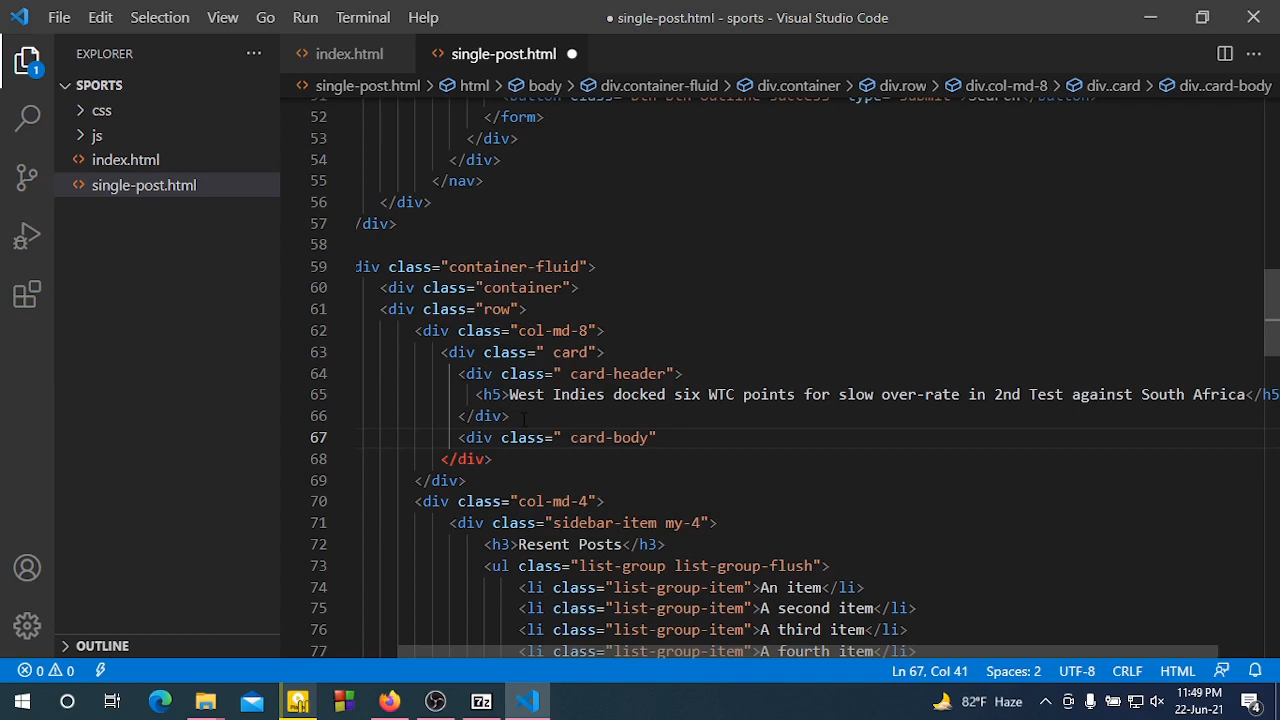 File Edit Selection View Go Run Terminal Help
● single-post.html - sports - Visual Studio Code
EXPLORER
index.html
single-post.html
1
SPORTS
single-post.html > html > body > div.container-fluid > div.container > div.row > div.col-md-8 > div..card > div..card-body
css
js
index.html
single-post.html
52 </form>
53 </div>
54 </div>
55 </nav>
56 </div>
57 /div>
58
59 div class="container-fluid">
60 <div class="container">
61 <div class="row">
62 <div class="col-md-8">
63 <div class=" card">
64 <div class=" card-header">
65 <h5>West Indies docked six WTC points for slow over-rate in 2nd Test against South Africa</h5
66 </div>
67 <div class=" card-body"
68 </div>
69 </div>
70 <div class="col-md-4">
71 <div class="sidebar-item my-4">
72 <h3>Recent Posts</h3>
73 <ul class="list-group list-group-flush">
74 <li class="list-group-item">An item</li>
75 <li class="list-group-item">A second item</li>
76 <li class="list-group-item">A third item</li>
77 <li class="list-group-item">A fourth item</li>
OUTLINE
0 0
Ln 67, Col 41 Spaces: 2 UTF-8 CRLF HTML
7z
82°F Haze
11:49 PM
22-Jun-21
4